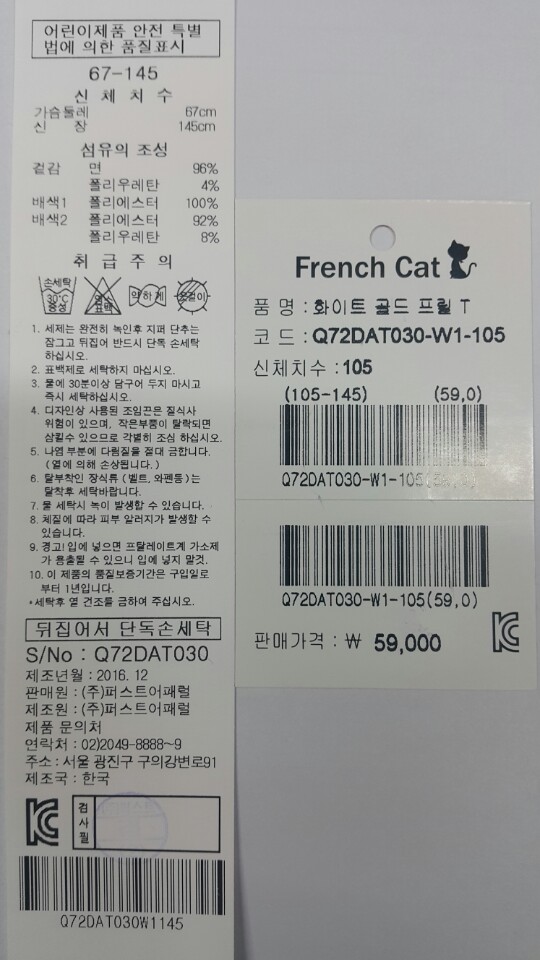 어린이제품 안전 특별
법에 의한 품질표시
67-145
신 체 치 수
가슴둘레 67cm
신 장 145cm
섬유의 조성
겉감 면 96%
폴리우레탄 4%
배색1 폴리에스터 100%
배색2 폴리에스터 92%
폴리우레탄 8%
취 급 주 의
손세탁 30℃ 중성 염소 표백 약하게 옷걸이
1. 세제는 완전히 녹인후 지퍼 단추는
잠그고 뒤집어 반드시 단독 손세탁
하십시오.
2. 표백제로 세탁하지 마십시오.
3. 물에 30분이상 담구어 두지 마시고
즉시 세탁하십시오.
4. 디자인상 사용된 조임끈은 질식사
위험이 있으며, 작은부품이 탈락되면
삼킬수 있으므로 각별히 조심 하십시오.
5. 나염 부분에 다림질을 절대 금합니다.
(열에 의해 손상됩니다.)
6. 탈부착인 장식류 (벨트, 와펜등)는
탈착후 세탁바랍니다.
7. 물 세탁시 녹이 발생할 수 있습니다.
8. 체질에 따라 피부 알러지가 발생할 수
있습니다.
9. 경고! 입에 넣으면 프탈레이트계 가소제
가 용출될 수 있으니 입에 넣지 말것.
10. 이 제품의 품질보증기간은 구입일로
부터 1년입니다.
*세탁후 열 건조를 금하여 주십시오.
뒤집어서 단독손세탁
S/No : Q72DAT030
제조년월 : 2016. 12
판매원 : (주)퍼스트어패럴
제조원 : (주)퍼스트어패럴
제품 문의처
연락처 : 02)2049-8888~9
주소 : 서울 광진구 구의강변로91
제조국 : 한국
검사필
Q72DAT030W1145
French Cat
품 명 : 화이트 골드 프릴 T
코 드 : Q72DAT030-W1-105
신체치수 : 105
(105-145) (59,0)
Q72DAT030-W1-105(59,0)
Q72DAT030-W1-105(59,0)
판매가격 : ₩ 59,000